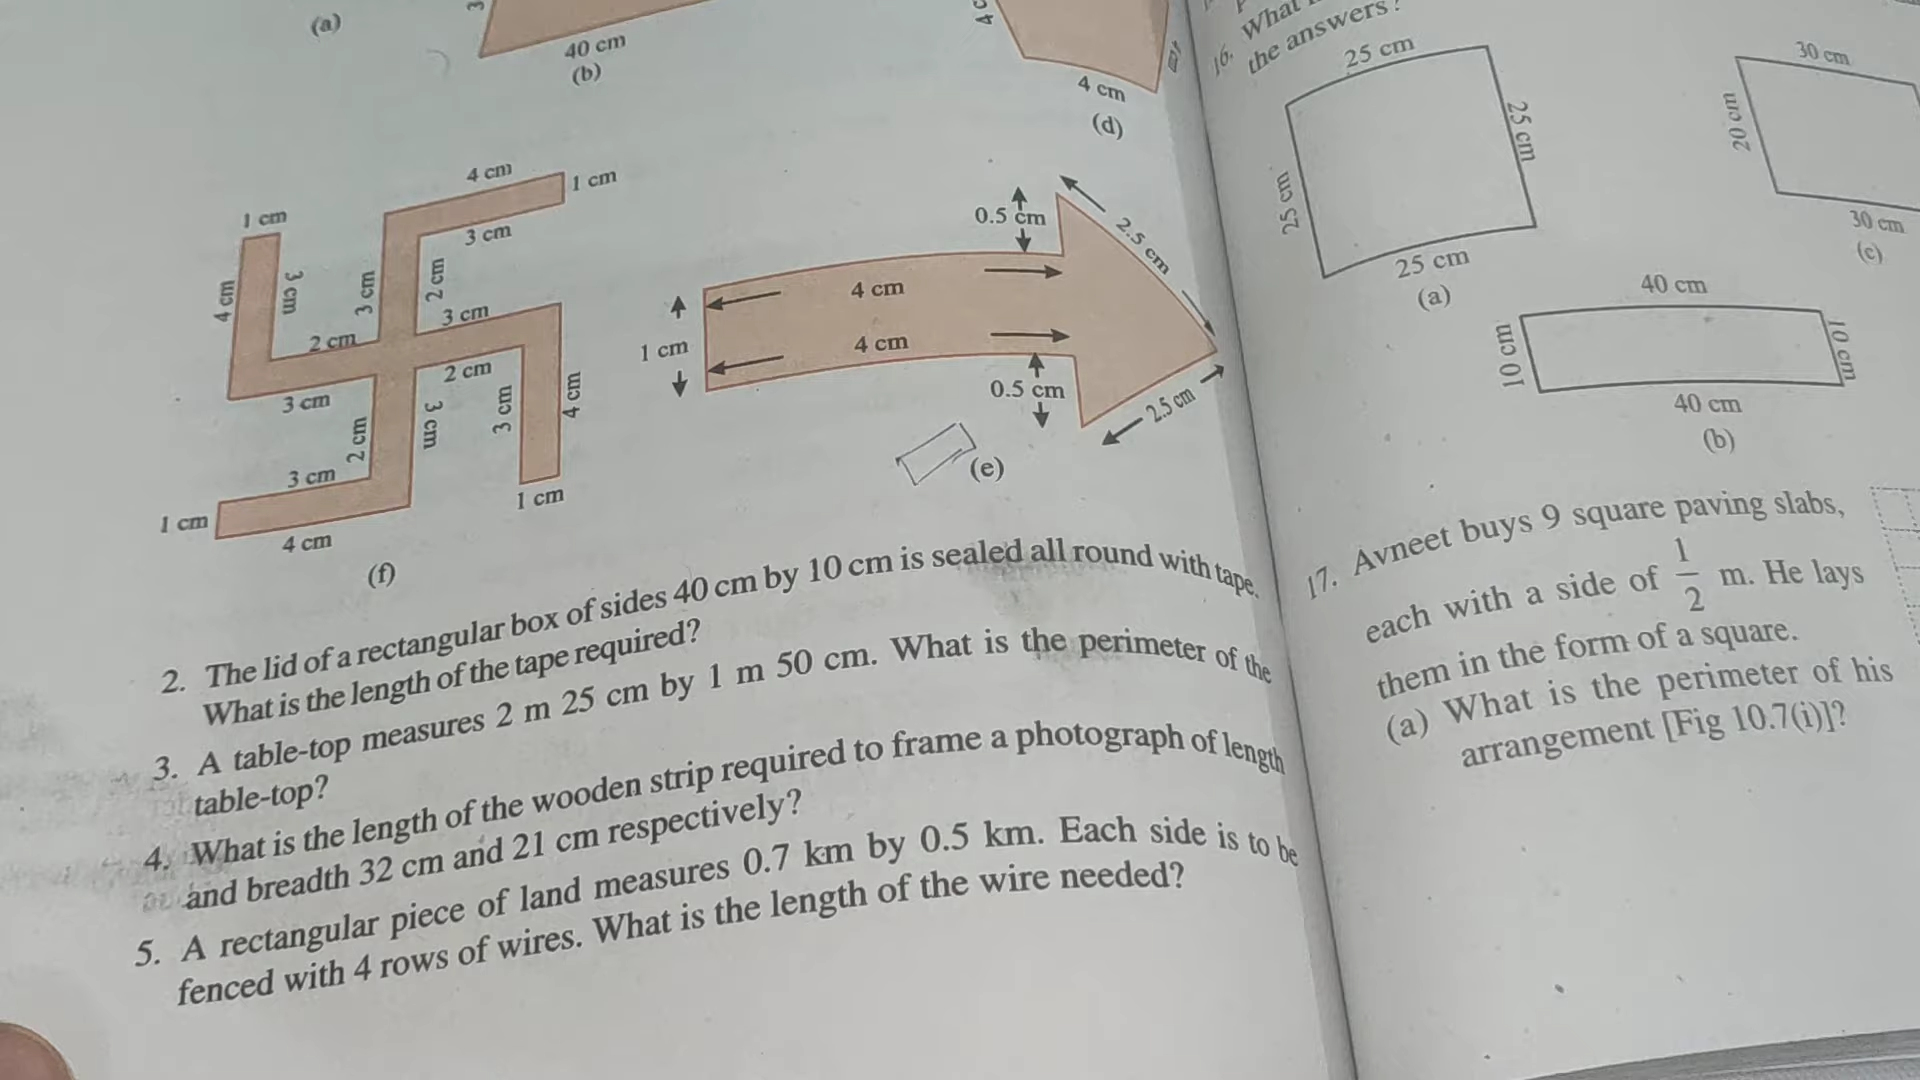 (a)
3
40 cm
(b)
4 c
4 cm
(d)
4 cm
1 cm
1 cm
3 cm
4 cm
3 cm
3 cm
2 cm
3 cm
2 cm
2 cm
3 cm
2 cm
3 cm
3 cm
4 cm
3 cm
1 cm
1 cm
4 cm
(f)
0.5 cm
2.5 cm
4 cm
1 cm
4 cm
0.5 cm
2.5 cm
(e)
2. The lid of a rectangular box of sides 40 cm by 10 cm is sealed all round with tape.
What is the length of the tape required?
3. A table-top measures 2 m 25 cm by 1 m 50 cm. What is the perimeter of the
table-top?
4. What is the length of the wooden strip required to frame a photograph of length
and breadth 32 cm and 21 cm respectively?
5. A rectangular piece of land measures 0.7 km by 0.5 km. Each side is to be
fenced with 4 rows of wires. What is the length of the wire needed?
16. What
the answers?
25 cm
25 cm
25 cm
25 cm
(a)
30 cm
20 cm
30 cm
(c)
40 cm
10 cm
10 cm
40 cm
(b)
17. Avneet buys 9 square paving slabs,
each with a side of 1/2 m. He lays
them in the form of a square.
(a) What is the perimeter of his
arrangement [Fig 10.7(i)]?